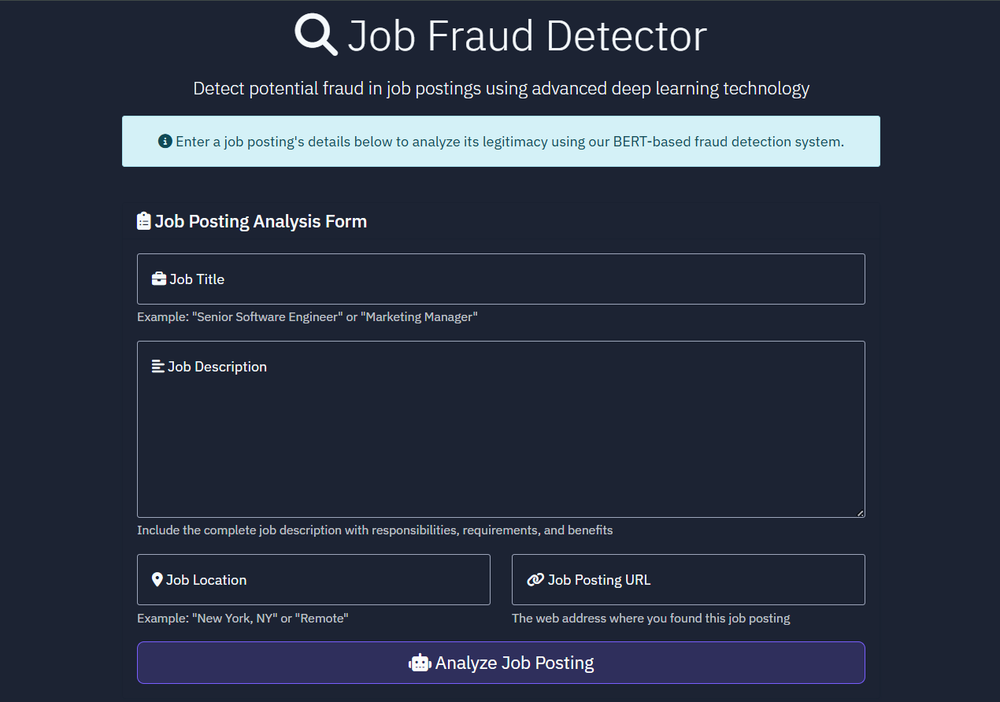 Job Fraud Detector
Detect potential fraud in job postings using advanced deep learning technology
Enter a job posting's details below to analyze its legitimacy using our BERT-based fraud detection system.
Job Posting Analysis Form
Job Title
Example: "Senior Software Engineer" or "Marketing Manager"
Job Description
Include the complete job description with responsibilities, requirements, and benefits
Job Location
Job Posting URL
Example: "New York, NY" or "Remote"
The web address where you found this job posting
Analyze Job Posting